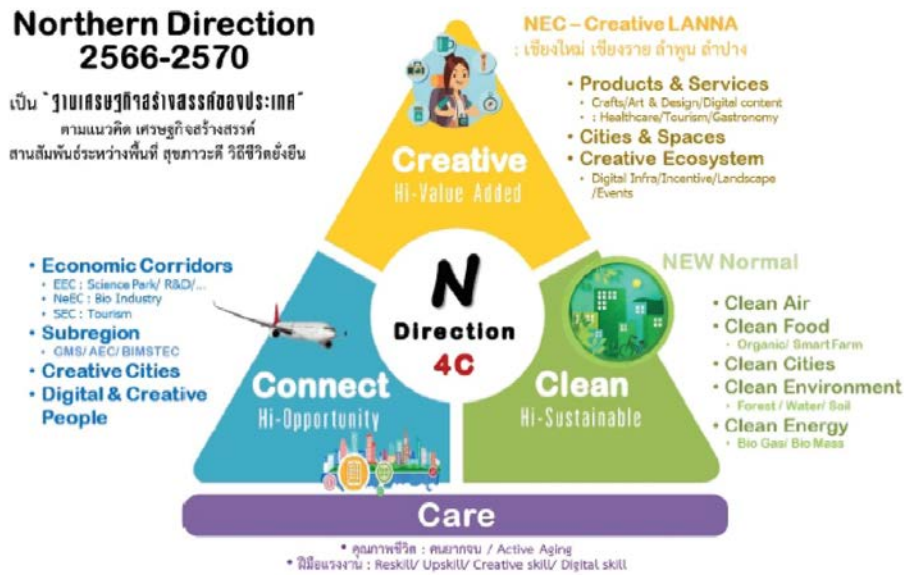 Northern Direction
2566-2570
เป็น "ฐานเศรษฐกิจสร้างสรรค์ของประเทศ"
ตามแนวคิด เศรษฐกิจสร้างสรรค์
สานสัมพันธ์ระหว่างพื้นที่ สุขภาวะดี วิถีชีวิตยั่งยืน
NEC – Creative LANNA
: เชียงใหม่ เชียงราย ลำพูน ลำปาง
• Products & Services
• Crafts/Art & Design/Digital content
• : Healthcare/Tourism/Gastronomy
• Cities & Spaces
• Creative Ecosystem
• Digital Infra/Incentive/Landscape
/Events
Creative
Hi-Value Added
• Economic Corridors
• EEC : Science Park/ R&D/...
• NeEC : Bio Industry
• SEC : Tourism
• Subregion
• GMS/ AEC/ BIMSTEC
• Creative Cities
• Digital & Creative
People
N
Direction
4C
Connect
Hi-Opportunity
Clean
Hi-Sustainable
NEW Normal
• Clean Air
• Clean Food
• Organic/ Smart Farm
• Clean Cities
• Clean Environment
• Forest / Water/ Soil
• Clean Energy
• Bio Gas/ Bio Mass
Care
• คุณภาพชีวิต : คนยากจน / Active Aging
• ฝีมือแรงงาน : Reskill/ Upskill/ Creative skill/ Digital skill